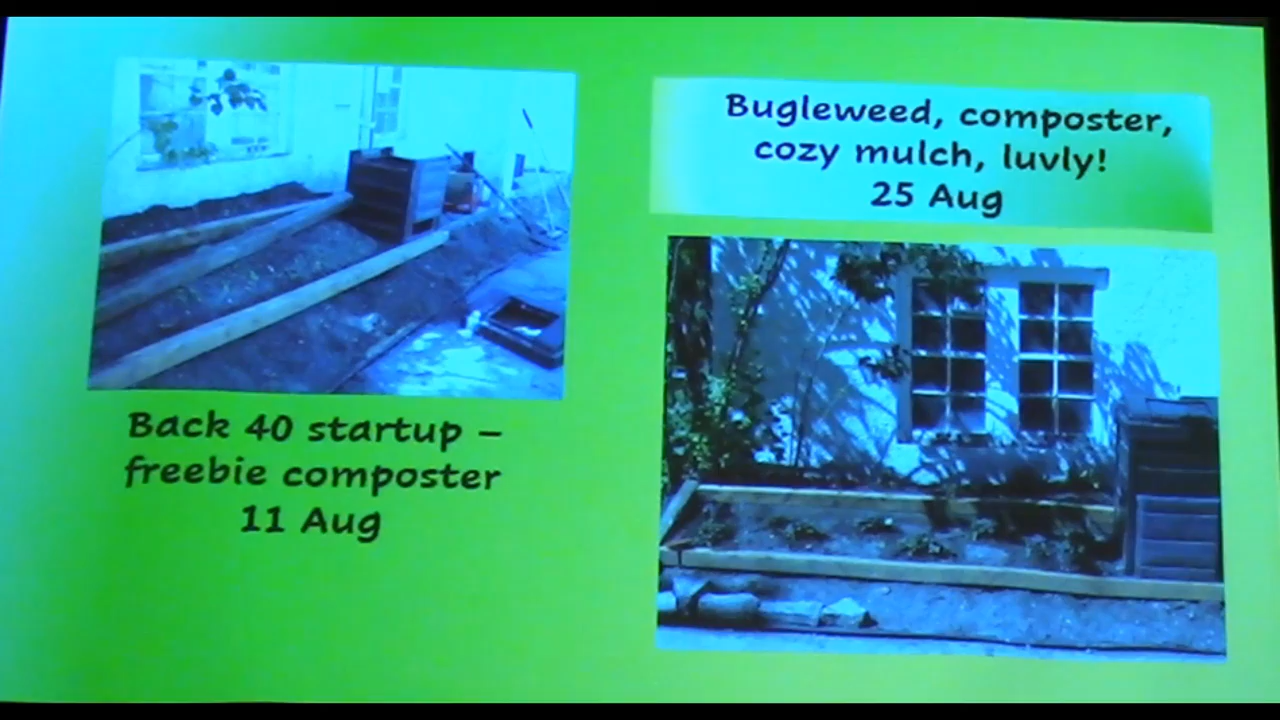 Back 40 startup –
freebie composter
11 Aug
Bugleweed, composter,
cozy mulch, luvly!
25 Aug